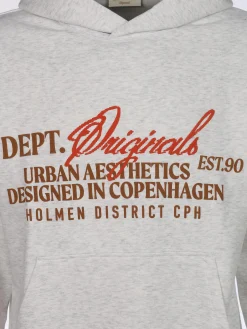 DEPT. Originals
EST.90
URBAN AESTHETICS
DESIGNED IN COPENHAGEN
HOLMEN DISTRICT CPH